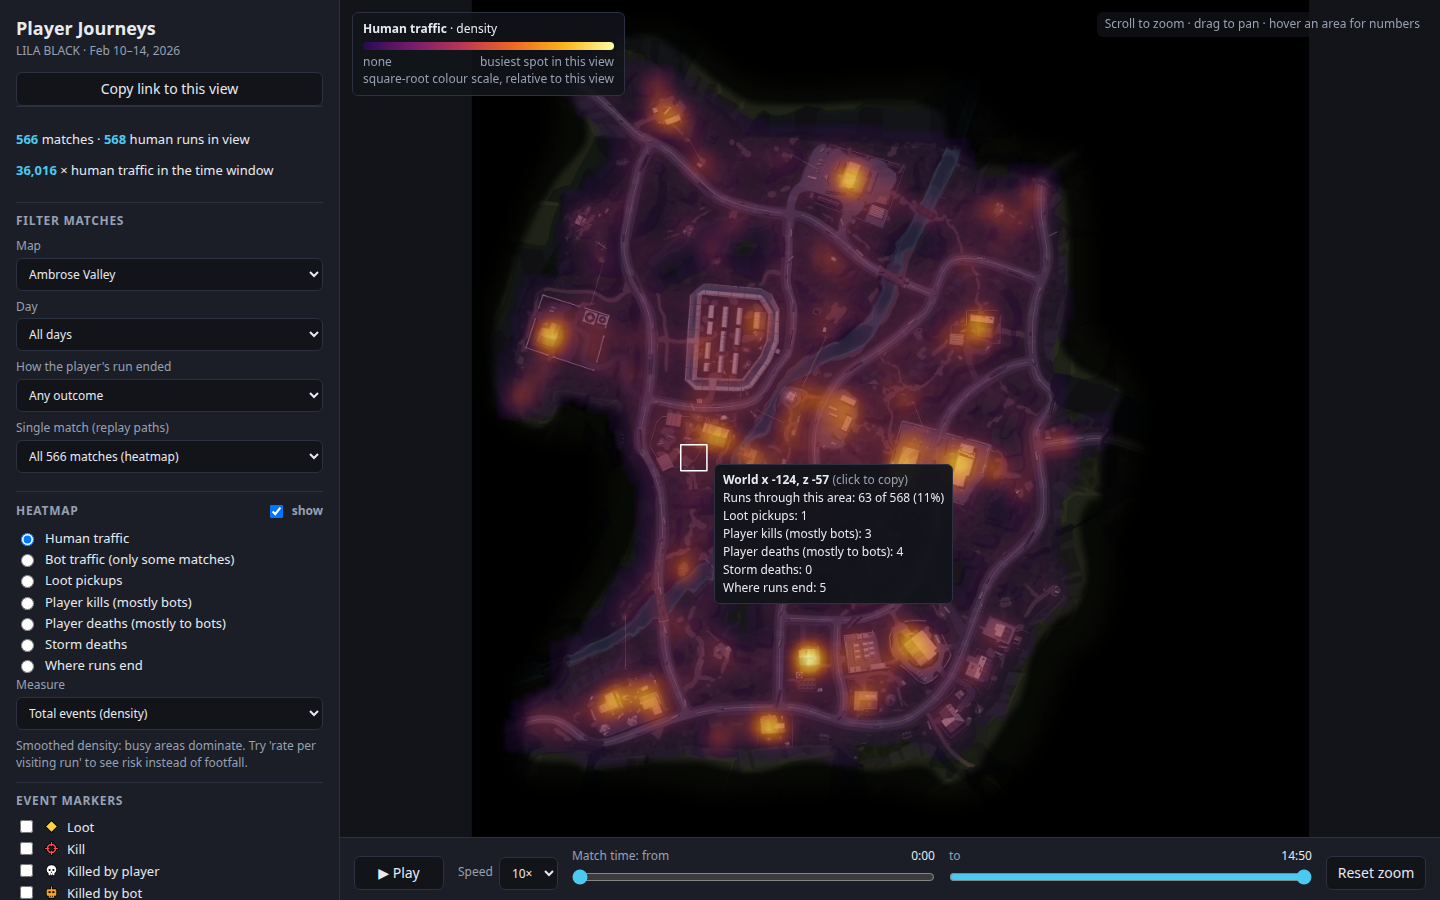 Player Journeys
LILA BLACK · Feb 10–14, 2026
Copy link to this view
566 matches · 568 human runs in view
36,016 × human traffic in the time window
FILTER MATCHES
Map
Ambrose Valley
Day
All days
How the player's run ended
Any outcome
Single match (replay paths)
All 566 matches (heatmap)
HEATMAP
show
Human traffic
Bot traffic (only some matches)
Loot pickups
Player kills (mostly bots)
Player deaths (mostly to bots)
Storm deaths
Where runs end
Measure
Total events (density)
Smoothed density: busy areas dominate. Try 'rate per
visiting run' to see risk instead of footfall.
EVENT MARKERS
Loot
Kill
Killed by player
Killed by bot
Human traffic · density
none
busiest spot in this view
square-root colour scale, relative to this view
Scroll to zoom · drag to pan · hover an area for numbers
World x -124, z -57 (click to copy)
Runs through this area: 63 of 568 (11%)
Loot pickups: 1
Player kills (mostly bots): 3
Player deaths (mostly to bots): 4
Storm deaths: 0
Where runs end: 5
▶ Play
Speed
10×
Match time: from
0:00
to
14:50
Reset zoom